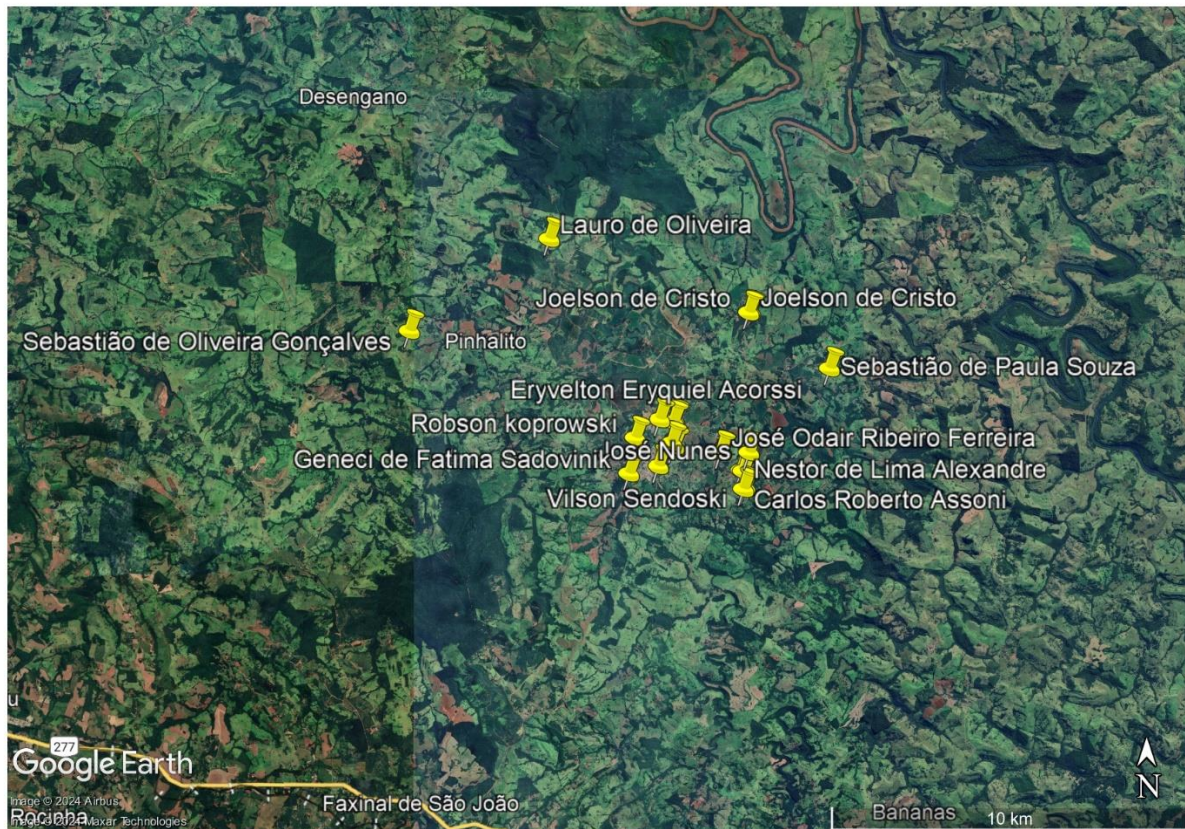 Desengano
Lauro de Oliveira
Joelson de Cristo
Joelson de Cristo
Sebastião de Oliveira Gonçalves
Pinhalito
Sebastião de Paula Souza
Eryvelton Eryquiel Acorssi
Robson koprowski
José Odair Ribeiro Ferreira
Geneci de Fatima Sadovinik
José Nunes
Nestor de Lima Alexandre
Vilson Sendoski
Carlos Roberto Assoni
u
277
Google Earth
N
Image © 2024 Airbus
Faxinal de São João
Rocinha
Image © 2024 Maxar Technologies
Bananas
10 km